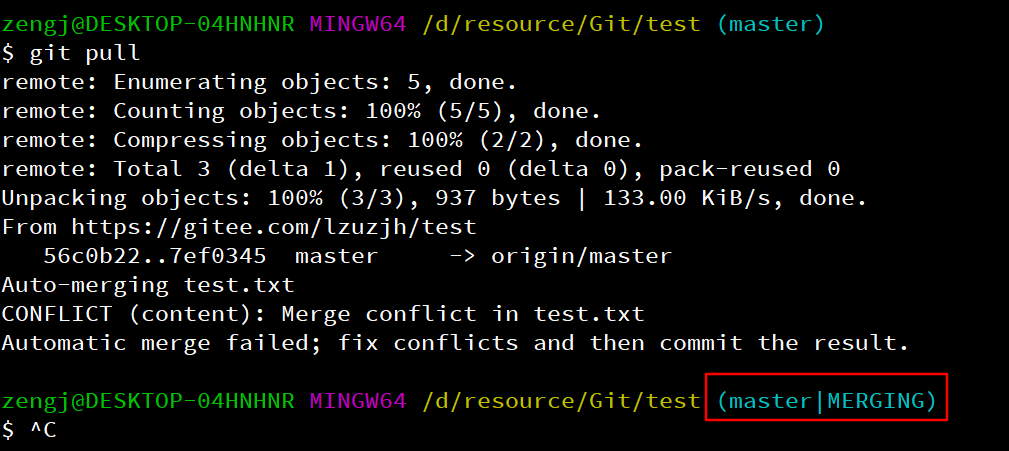 zengj@DESKTOP-04HNHNR MINGW64 /d/resource/Git/test (master)
$ git pull
remote: Enumerating objects: 5, done.
remote: Counting objects: 100% (5/5), done.
remote: Compressing objects: 100% (2/2), done.
remote: Total 3 (delta 1), reused 0 (delta 0), pack-reused 0
Unpacking objects: 100% (3/3), 937 bytes | 133.00 KiB/s, done.
From https://gitee.com/lzuzjh/test
   56c0b22..7ef0345  master     -> origin/master
Auto-merging test.txt
CONFLICT (content): Merge conflict in test.txt
Automatic merge failed; fix conflicts and then commit the result.
zengj@DESKTOP-04HNHNR MINGW64 /d/resource/Git/test (master|MERGING)
$ ^C